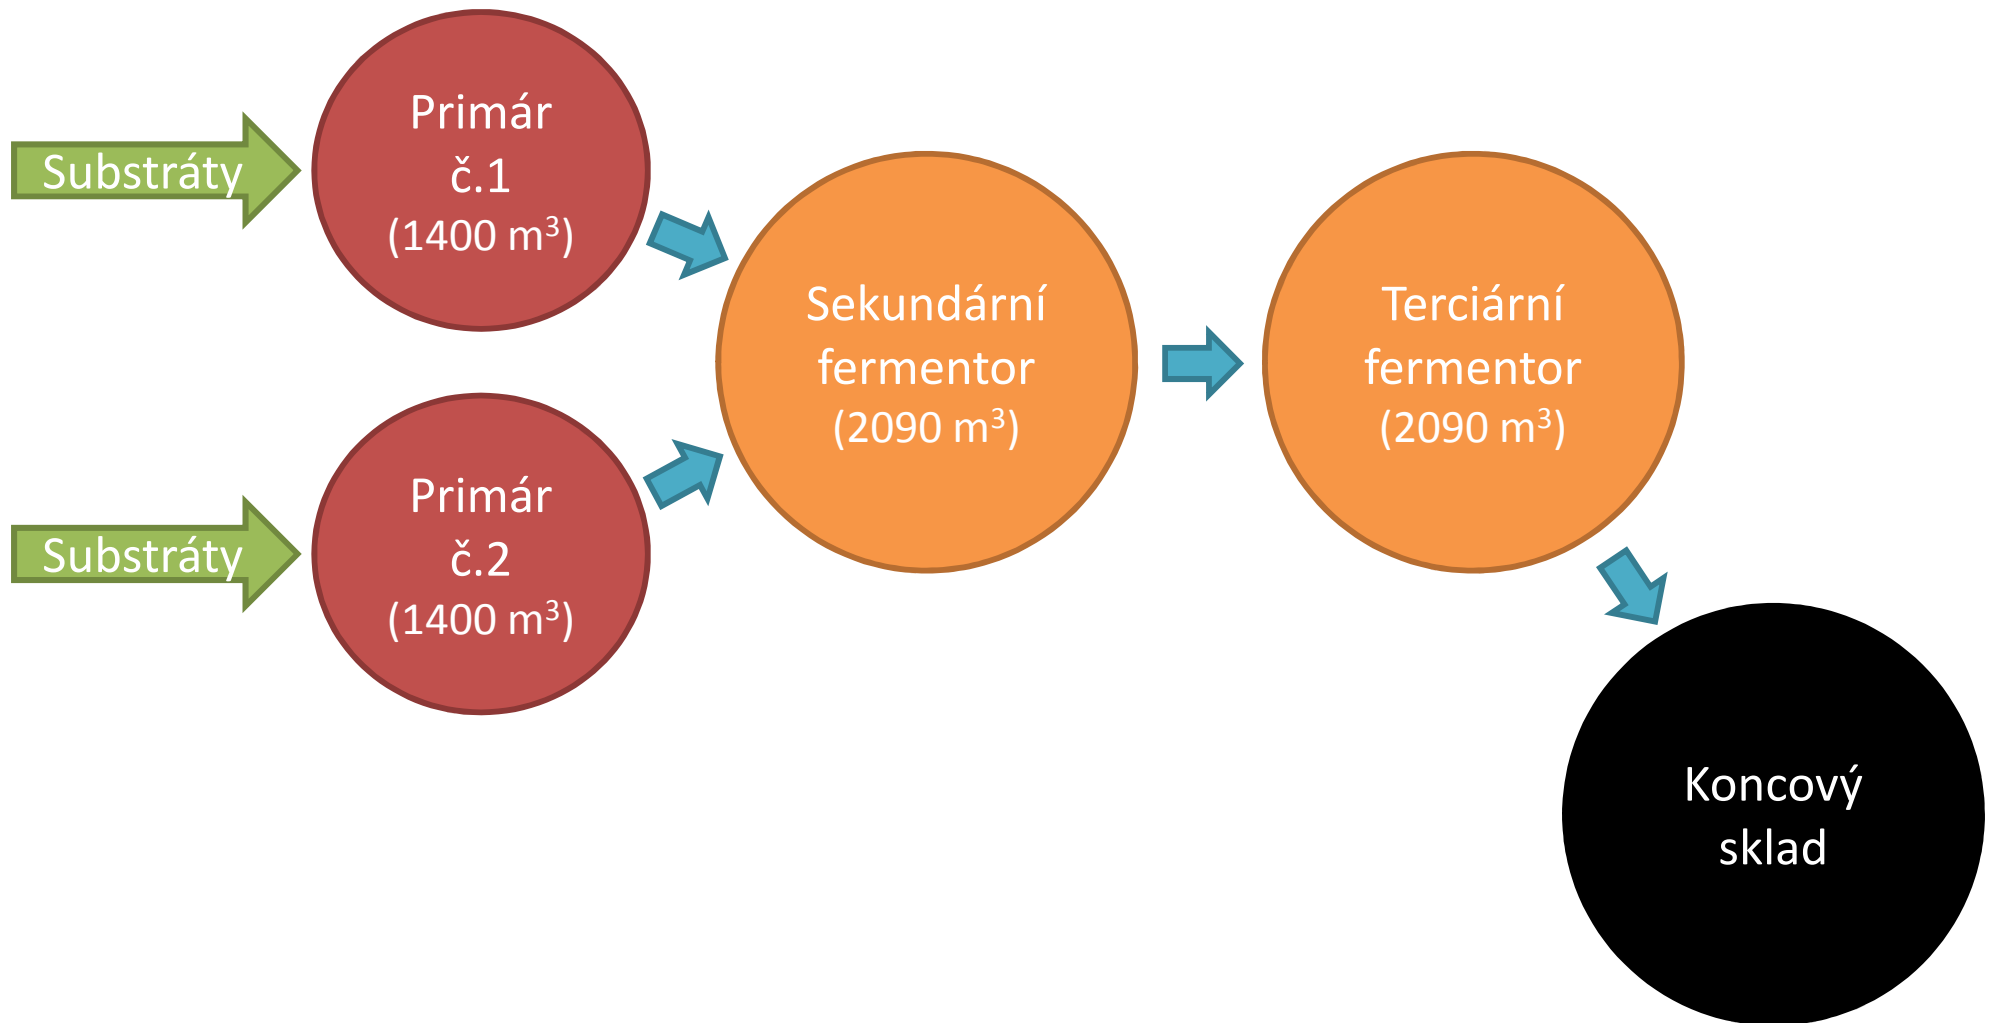 Substráty
Primár
č.1
(1400 m³)
Substráty
Primár
č.2
(1400 m³)
Sekundární
fermentor
(2090 m³)
Terciární
fermentor
(2090 m³)
Koncový
sklad